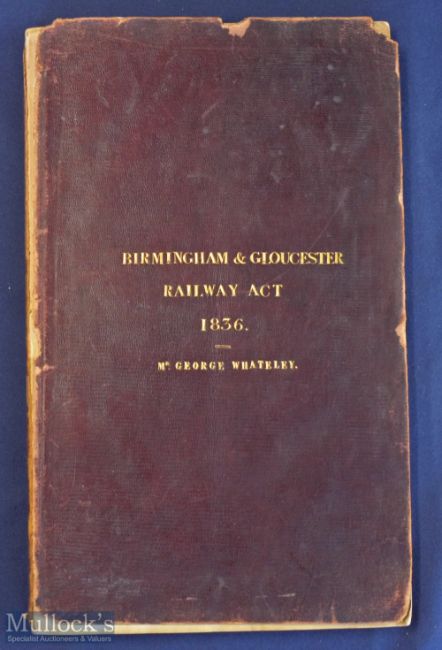 BIRMINGHAM & GLOUCESTER
RAILWAY ACT
1836.
Mr. GEORGE WHATELEY.
Mullock's
Specialist Auctioneers & Valuers